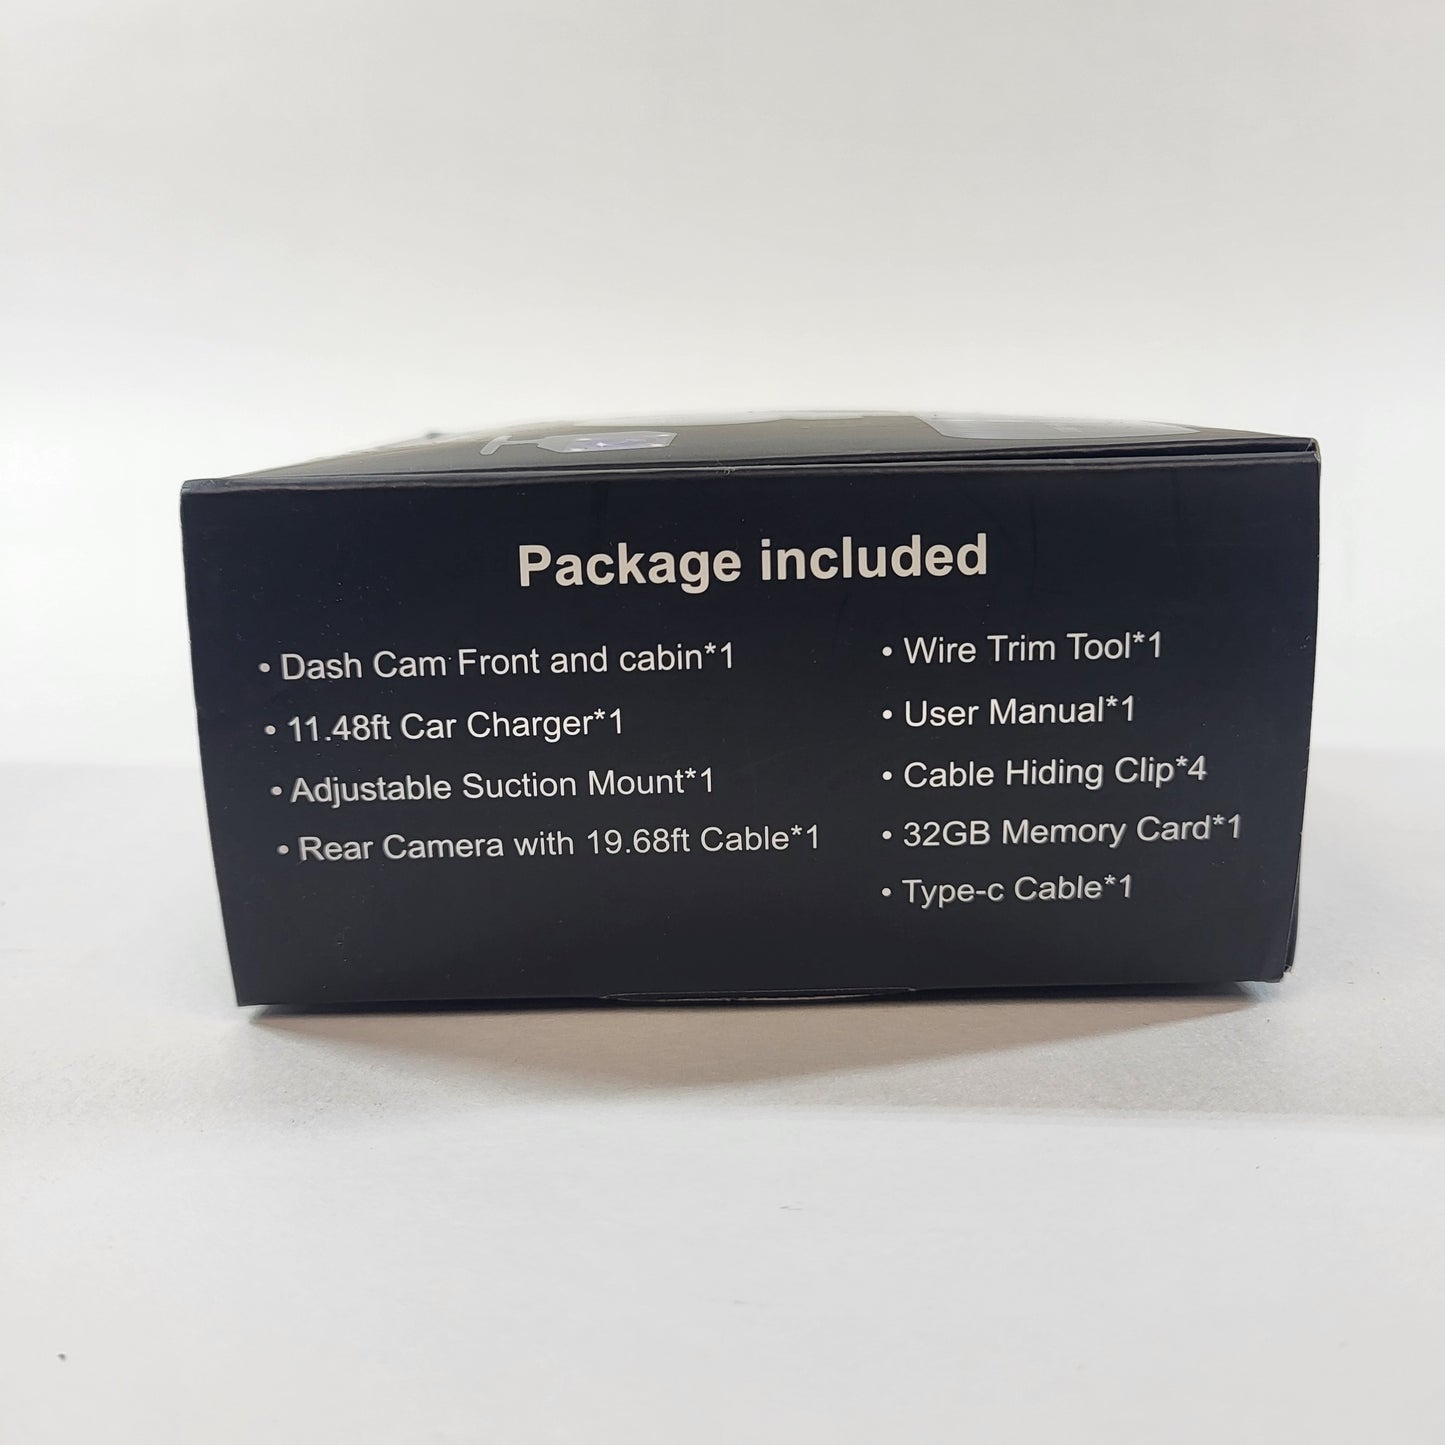 Package included
• Dash Cam Front and cabin*1
• 11.48ft Car Charger*1
• Adjustable Suction Mount*1
• Rear Camera with 19.68ft Cable*1
• Wire Trim Tool*1
• User Manual*1
• Cable Hiding Clip*4
• 32GB Memory Card*1
• Type-c Cable*1